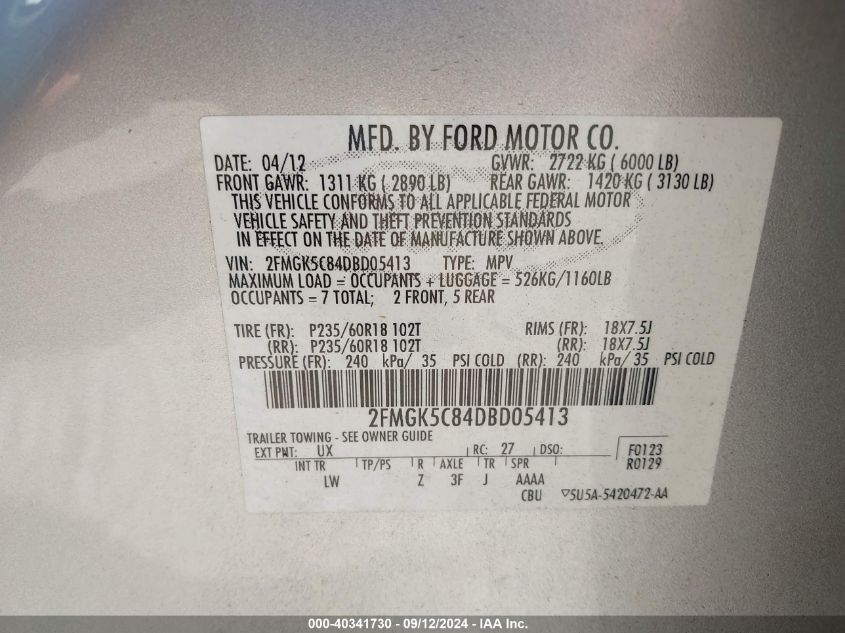 MFD. BY FORD MOTOR CO.
DATE: 04/12 GVWR: 2722 KG ( 6000 LB)
FRONT GAWR: 1311 KG ( 2890 LB) REAR GAWR: 1420 KG ( 3130 LB)
THIS VEHICLE CONFORMS TO ALL APPLICABLE FEDERAL MOTOR
VEHICLE SAFETY AND THEFT PREVENTION STANDARDS
IN EFFECT ON THE DATE OF MANUFACTURE SHOWN ABOVE.
VIN: 2FMGK5C84DBD05413 TYPE: MPV
MAXIMUM LOAD = OCCUPANTS + LUGGAGE = 526KG/1160LB
OCCUPANTS = 7 TOTAL; 2 FRONT, 5 REAR
TIRE (FR): P235/60R18 102T RIMS (FR): 18X7.5J
(RR): P235/60R18 102T (RR): 18X7.5J
PRESSURE (FR): 240 kPa/ 35 PSI COLD (RR): 240 kPa/ 35 PSI COLD
2FMGK5C84DBD05413
TRAILER TOWING - SEE OWNER GUIDE
EXT PNT: UX RC: 27 DSO: F0123
INT TR TP/PS R AXLE TR SPR R0129
LW Z 3F J AAAA
CBU ▽5U5A-5420472-AA
000-40341730 - 09/12/2024 - IAA Inc.